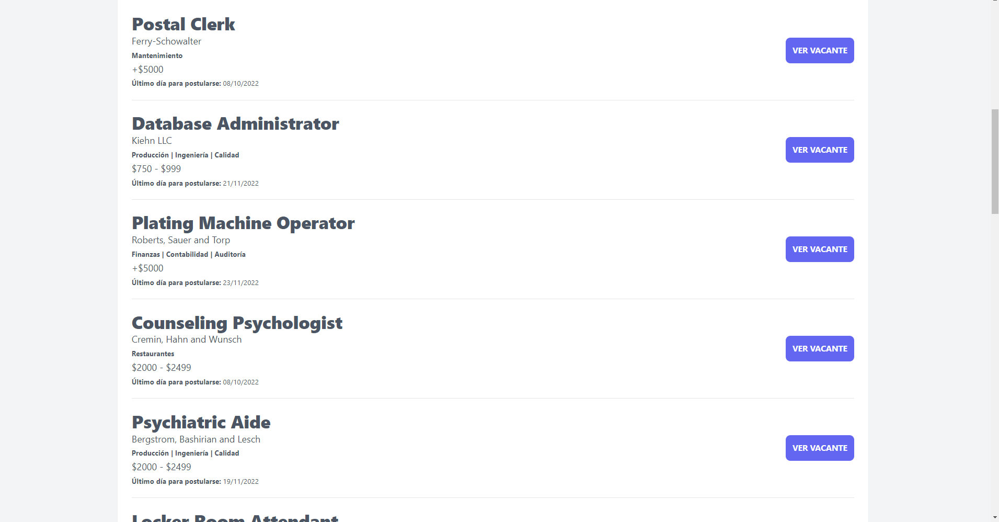 Postal Clerk
Ferry-Schowalter
Mantenimiento
+$5000
Último día para postularse: 08/10/2022
VER VACANTE
Database Administrator
Kiehn LLC
Producción | Ingeniería | Calidad
$750 - $999
Último día para postularse: 21/11/2022
VER VACANTE
Plating Machine Operator
Roberts, Sauer and Torp
Finanzas | Contabilidad | Auditoría
+$5000
Último día para postularse: 23/11/2022
VER VACANTE
Counseling Psychologist
Cremin, Hahn and Wunsch
Restaurantes
$2000 - $2499
Último día para postularse: 08/10/2022
VER VACANTE
Psychiatric Aide
Bergstrom, Bashirian and Lesch
Producción | Ingeniería | Calidad
$2000 - $2499
Último día para postularse: 19/11/2022
VER VACANTE
Locker Room Attendant